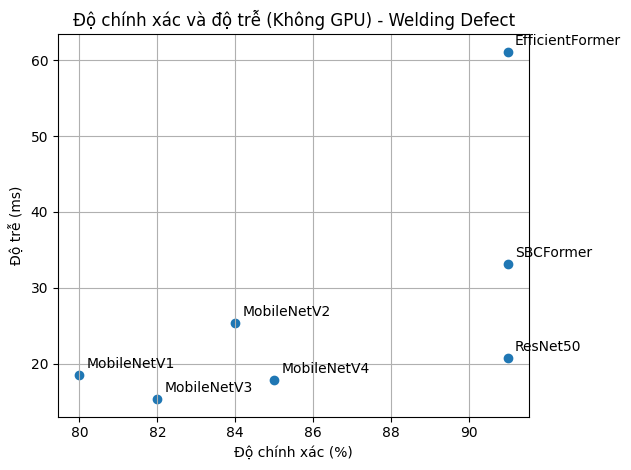 Độ chính xác và độ trễ (Không GPU) - Welding Defect
EfficientFormer
60
50
Độ trễ (ms)
40
SBCFormer
30
MobileNetV2
ResNet50
20
MobileNetV1
MobileNetV4
MobileNetV3
80
82
84
86
88
90
Độ chính xác (%)